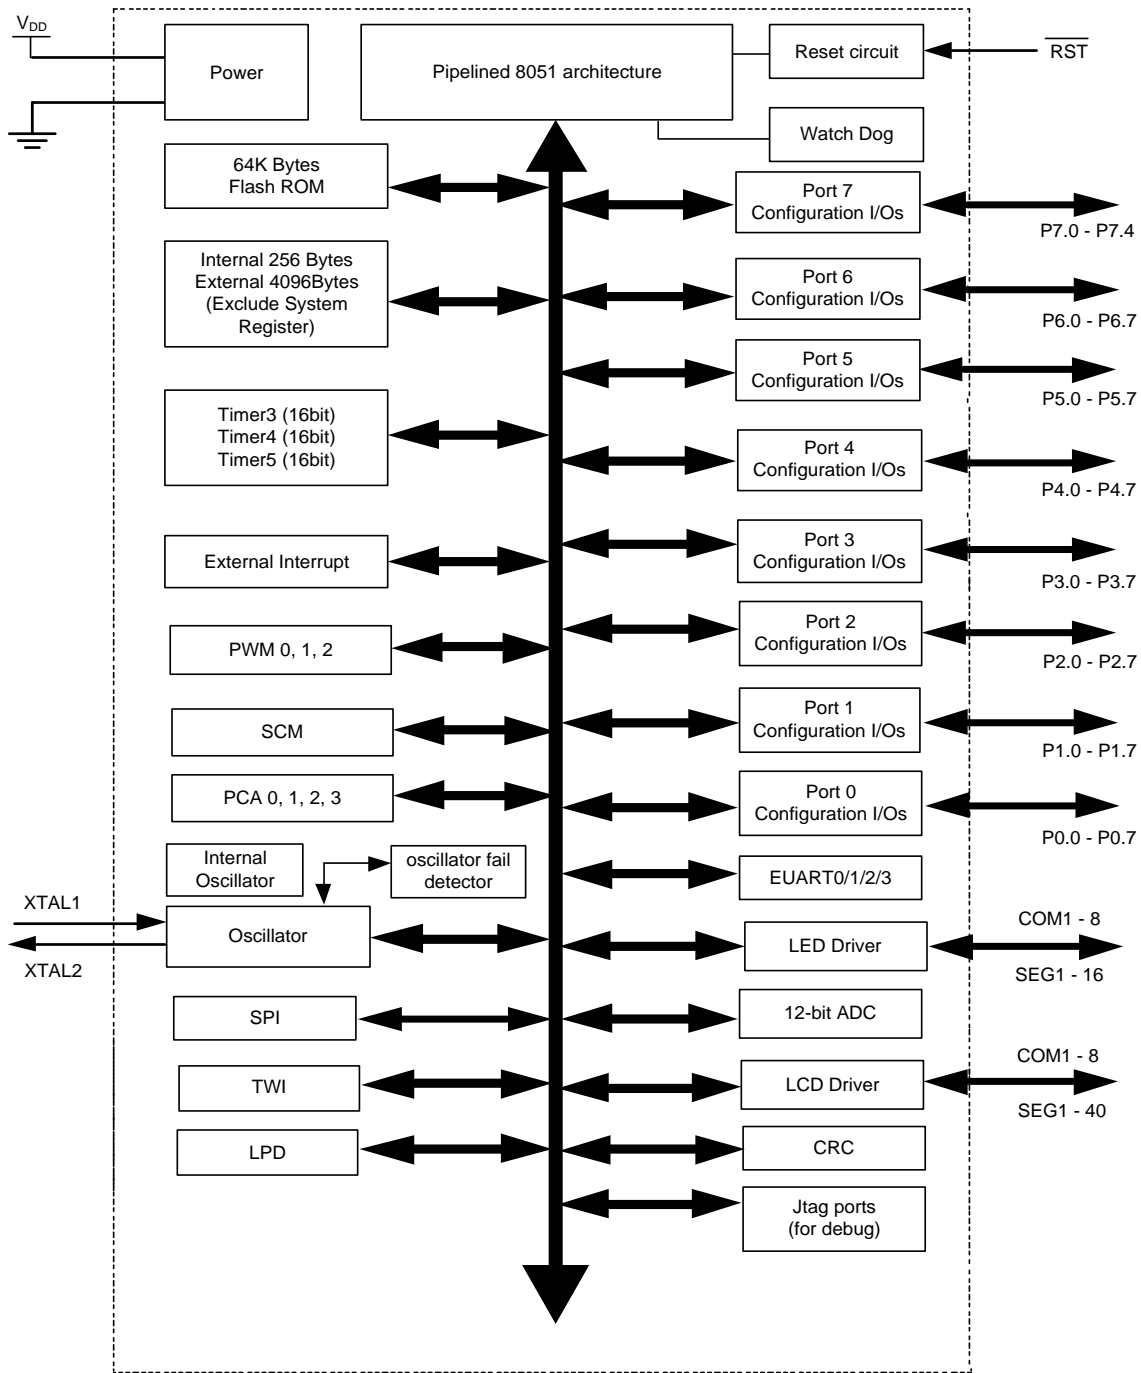 VDD
Power
Pipelined 8051 architecture
Reset circuit
RST
Watch Dog
64K Bytes
Flash ROM
Port 7
Configuration I/Os
P7.0 - P7.4
Internal 256 Bytes
External 4096Bytes
(Exclude System
Register)
Port 6
Configuration I/Os
P6.0 - P6.7
Port 5
Configuration I/Os
P5.0 - P5.7
Timer3 (16bit)
Timer4 (16bit)
Timer5 (16bit)
Port 4
Configuration I/Os
P4.0 - P4.7
External Interrupt
Port 3
Configuration I/Os
P3.0 - P3.7
PWM 0, 1, 2
Port 2
Configuration I/Os
P2.0 - P2.7
SCM
Port 1
Configuration I/Os
P1.0 - P1.7
PCA 0, 1, 2, 3
Port 0
Configuration I/Os
P0.0 - P0.7
Internal
Oscillator
oscillator fail
detector
EUART0/1/2/3
XTAL1
XTAL2
Oscillator
LED Driver
COM1 - 8
SEG1 - 16
SPI
12-bit ADC
TWI
LCD Driver
COM1 - 8
SEG1 - 40
LPD
CRC
Jtag ports
(for debug)